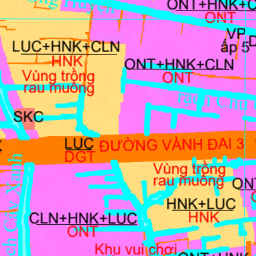 ONT+HNK+C
ONT
VP
ấp 5
LUC+HNK+CLN
HNK
Vùng trồng
rau muống
ONT+HNK+CLN
ONT
SKC
LUC
DGT
ĐƯỜNG VÀNH ĐAI 3
Vùng trồng
rau muống
HNK+LUC
HNK
CLN+HNK+LUC
ONT
Khu vui chơi